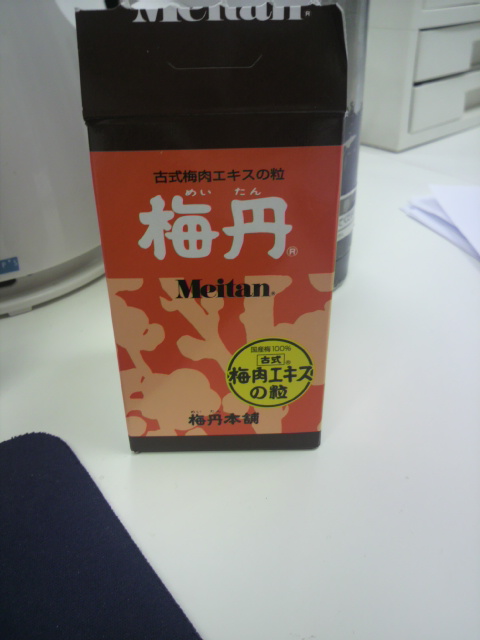 Meitan®
古式梅肉エキスの粒
めい たん
梅丹®
Meitan®
国産梅100%
古式の
梅肉エキス
の粒
梅丹本舗